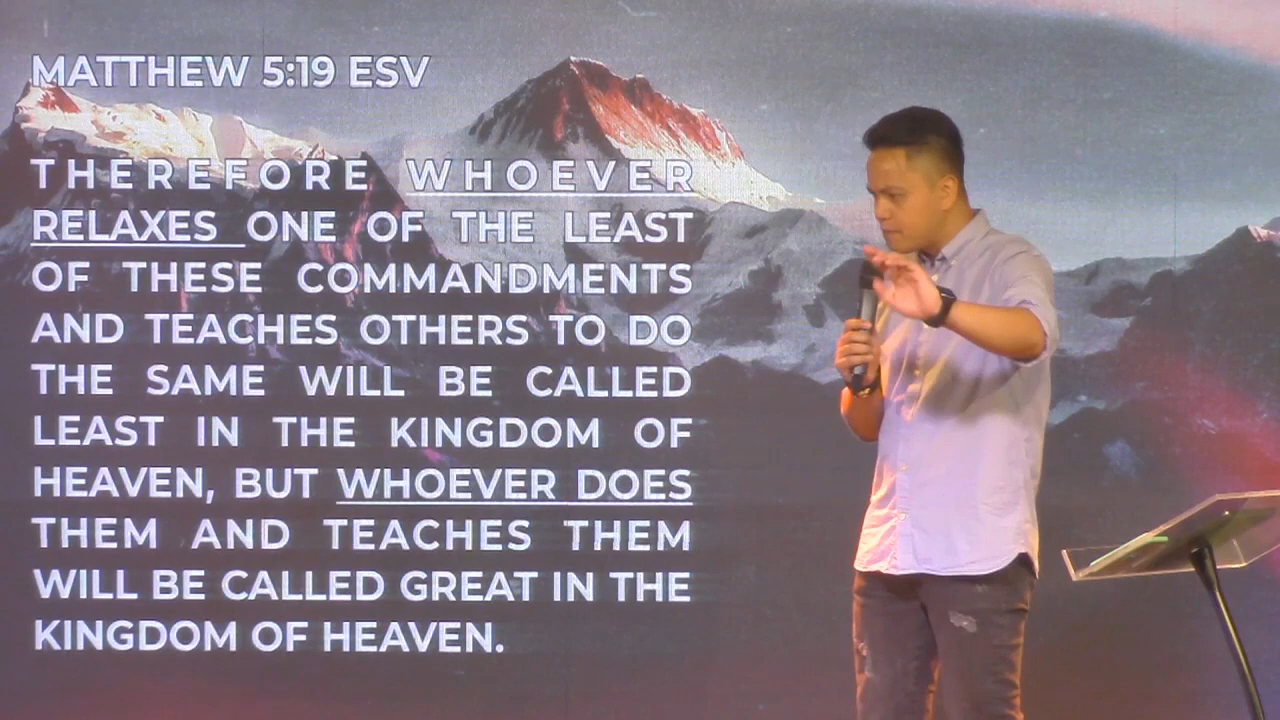 MATTHEW 5:19 ESV
THEREFORE WHOEVER
RELAXES ONE OF THE LEAST
OF THESE COMMANDMENTS
AND TEACHES OTHERS TO DO
THE SAME WILL BE CALLED
LEAST IN THE KINGDOM OF
HEAVEN, BUT WHOEVER DOES
THEM AND TEACHES THEM
WILL BE CALLED GREAT IN THE
KINGDOM OF HEAVEN.